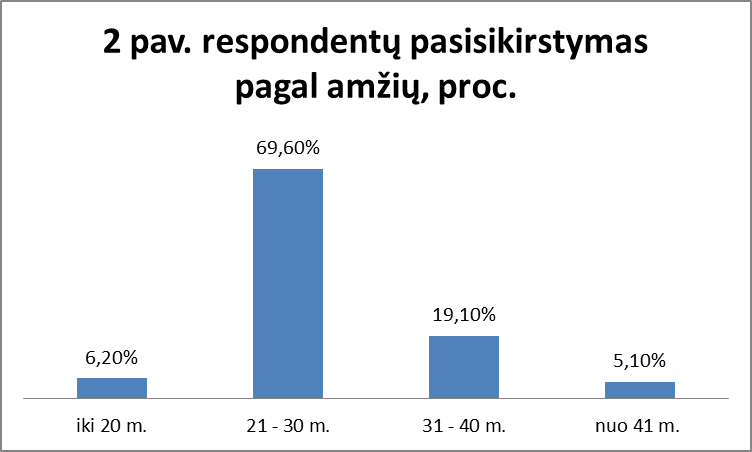 2 pav. respondentų pasisikirstymas
pagal amžių, proc.
69,60%
19,10%
6,20%
5,10%
iki 20 m.
21 - 30 m.
31 - 40 m.
nuo 41 m.